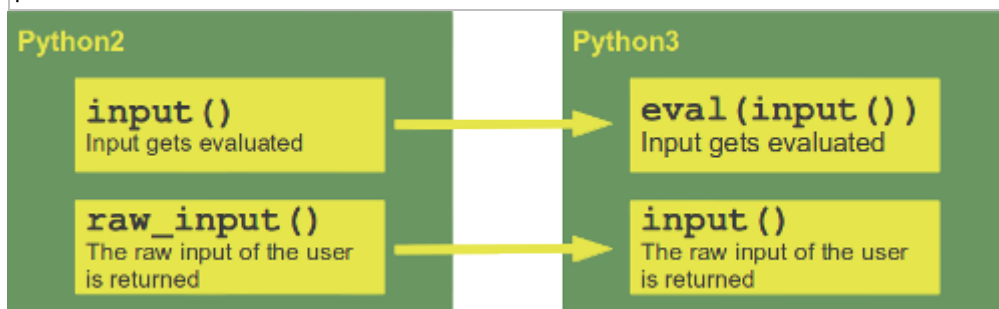 Python2
input()
Input gets evaluated
raw_input()
The raw input of the user
is returned
Python3
eval(input())
Input gets evaluated
input()
The raw input of the user
is returned